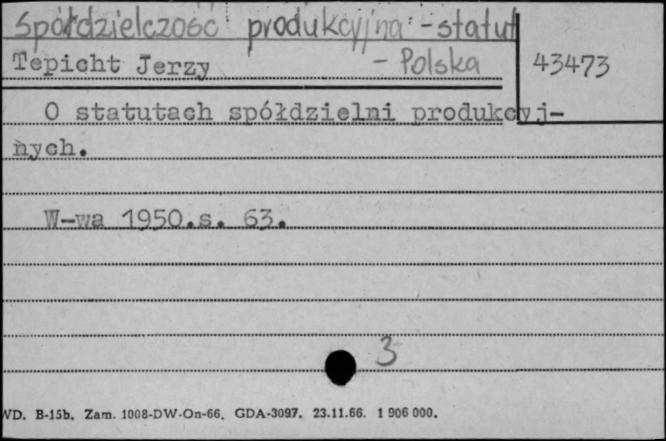 Spółdzielczość produkcyjna - statut
Tepicht Jerzy - Polska 43473
O statutach spółdzielni produkcyj-
nych.
W-wa 1950.s. 63.
3
WD. B-15b. Zam. 1008-DW-On-66. GDA-3097. 23.11.66. 1 906 000.